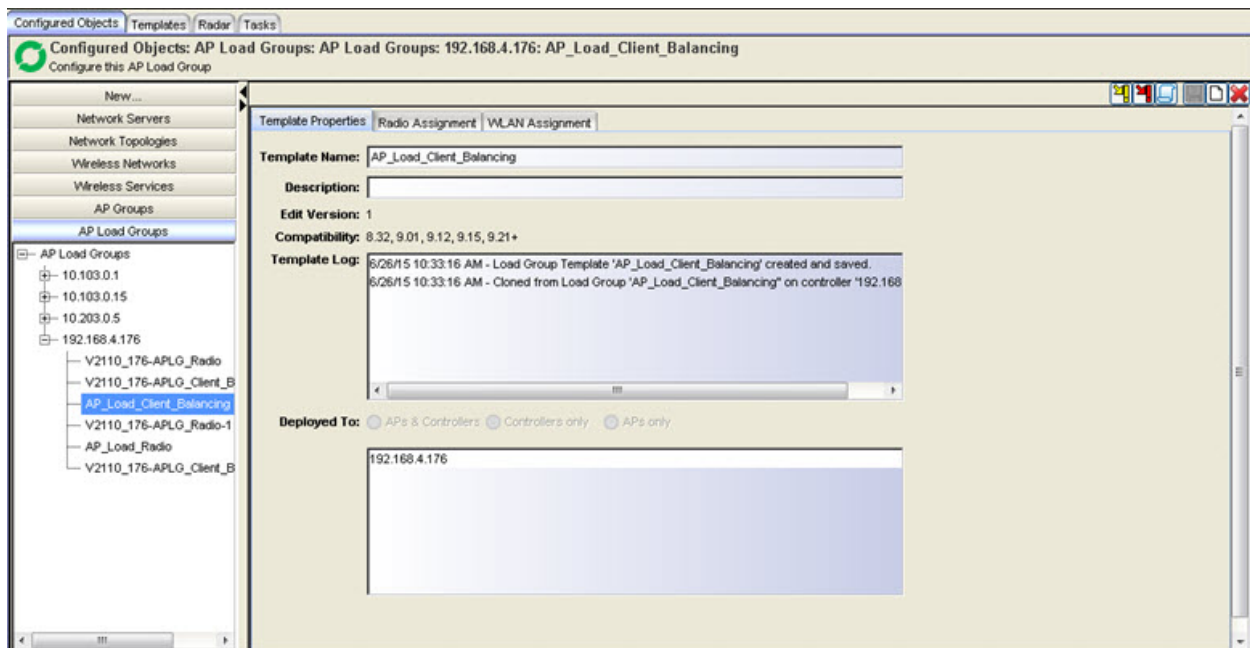 Configured Objects Templates Radar Tasks
Configured Objects: AP Load Groups: AP Load Groups: 192.168.4.176: AP_Load_Client_Balancing
Configure this AP Load Group
New...
Network Servers
Network Topologies
Wireless Networks
Wireless Services
AP Groups
AP Load Groups
AP Load Groups
10.103.0.1
10.103.0.15
10.203.0.5
192.168.4.176
V2110_176-APLG_Radio
V2110_176-APLG_Client_B
AP_Load_Client_Balancing
V2110_176-APLG_Radio-1
AP_Load_Radio
V2110_176-APLG_Client_B
Template Properties Radio Assignment WLAN Assignment
Template Name: AP_Load_Client_Balancing
Description:
Edit Version: 1
Compatibility: 8.32, 9.01, 9.12, 9.15, 9.21+
Template Log: 6/26/15 10:33:16 AM - Load Group Template 'AP_Load_Client_Balancing' created and saved.
6/26/15 10:33:16 AM - Cloned from Load Group 'AP_Load_Client_Balancing" on controller '192.168
Deployed To: APs & Controllers Controllers only APs only
192.168.4.176